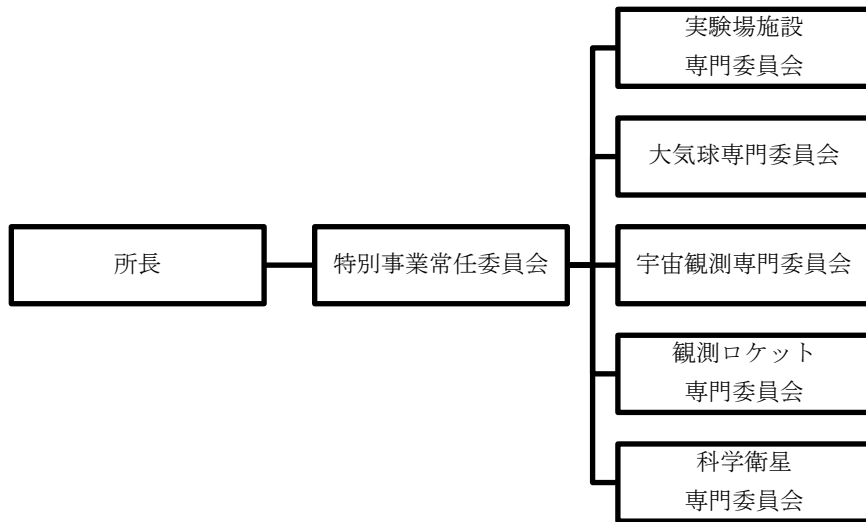 所長
特別事業常任委員会
実験場施設
専門委員会
大気球専門委員会
宇宙観測専門委員会
観測ロケット
専門委員会
科学衛星
専門委員会